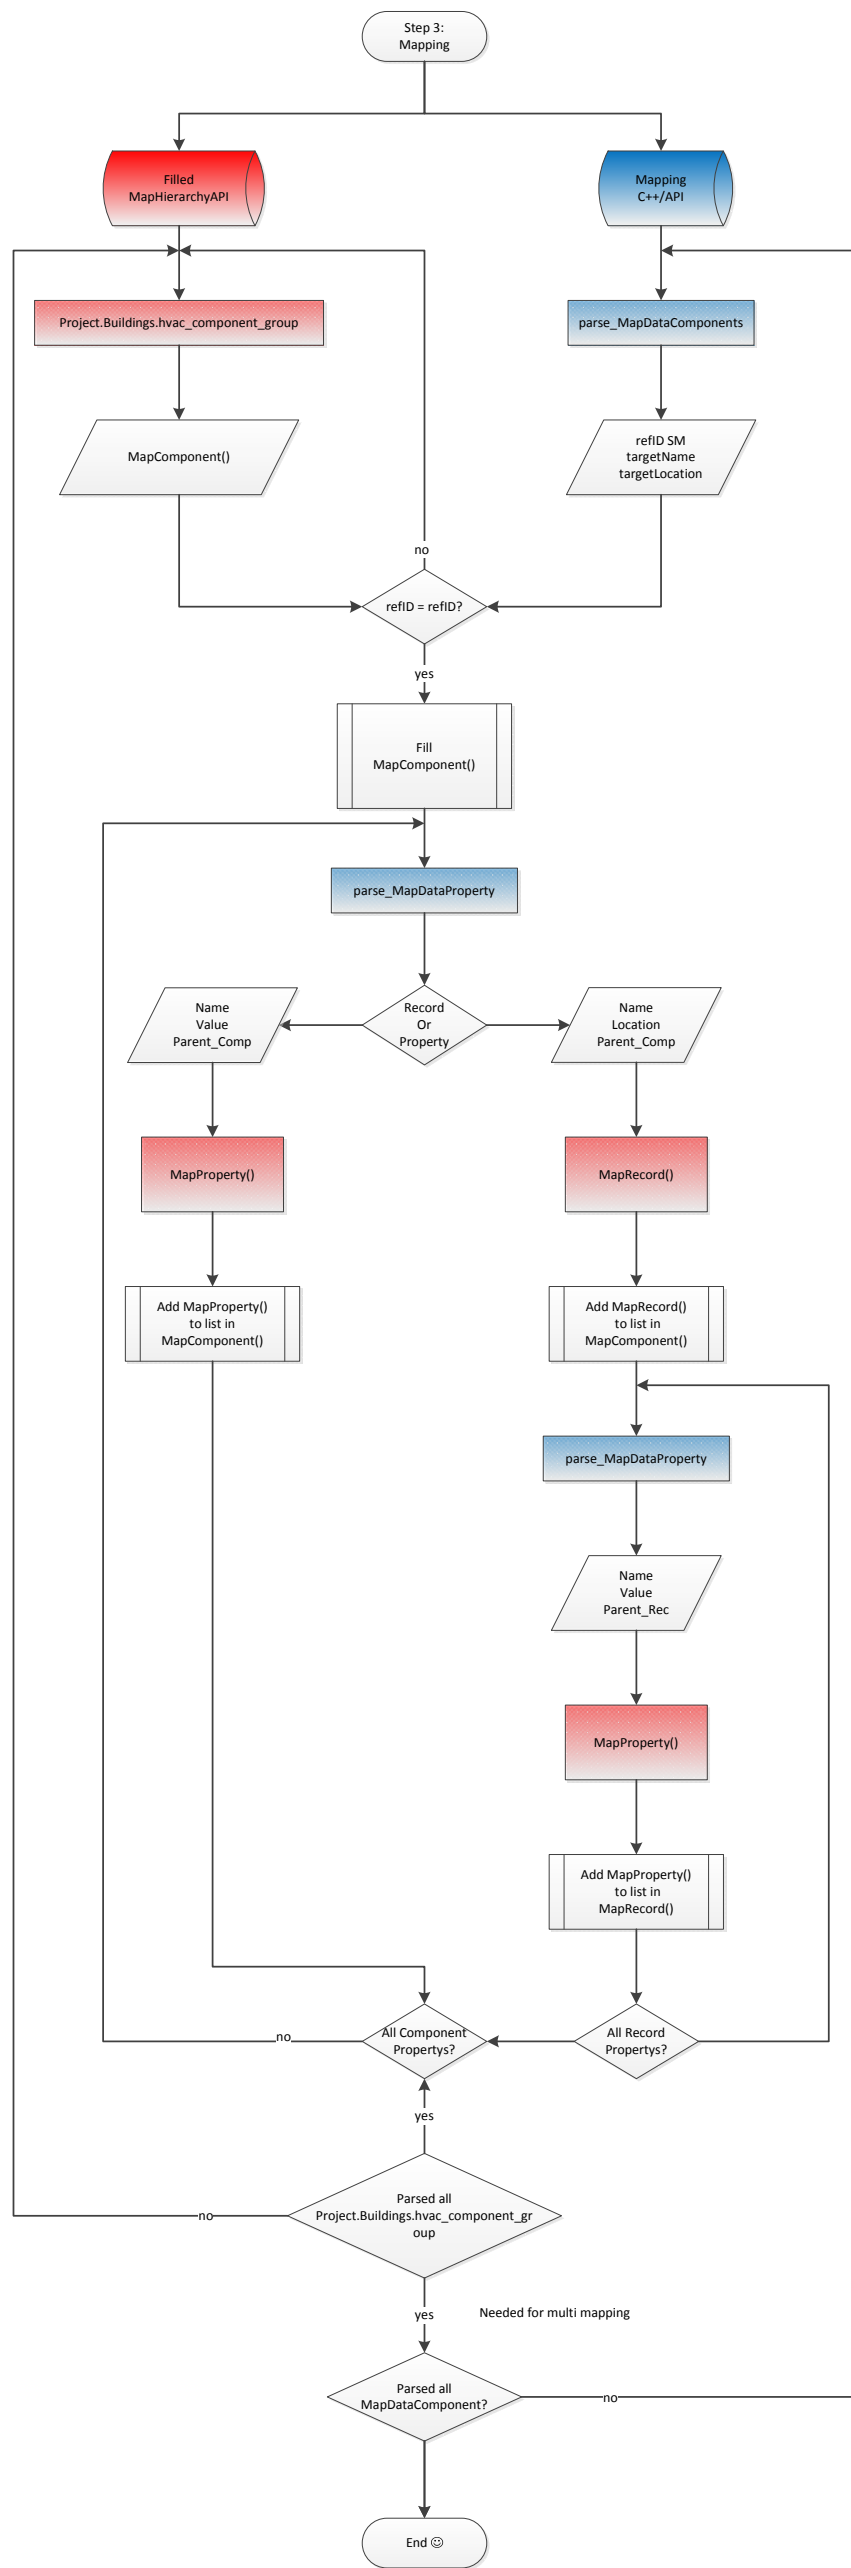 Step 3:
Mapping
Filled
MapHierarchyAPI
Mapping
C++/API
Project.Buildings.hvac_component_group
parse_MapDataComponents
MapComponent()
refID SM
targetName
targetLocation
no
refID = refID?
yes
Fill
MapComponent()
parse_MapDataProperty
Name
Value
Parent_Comp
Record
Or
Property
Name
Location
Parent_Comp
MapProperty()
MapRecord()
Add MapProperty()
to list in
MapComponent()
Add MapRecord()
to list in
MapComponent()
parse_MapDataProperty
Name
Value
Parent_Rec
MapProperty()
Add MapProperty()
to list in
MapRecord()
no
All Component
Propertys?
All Record
Propertys?
yes
no
Parsed all
Project.Buildings.hvac_component_gr
oup
yes
Needed for multi mapping
Parsed all
MapDataComponent?
no
End ☺